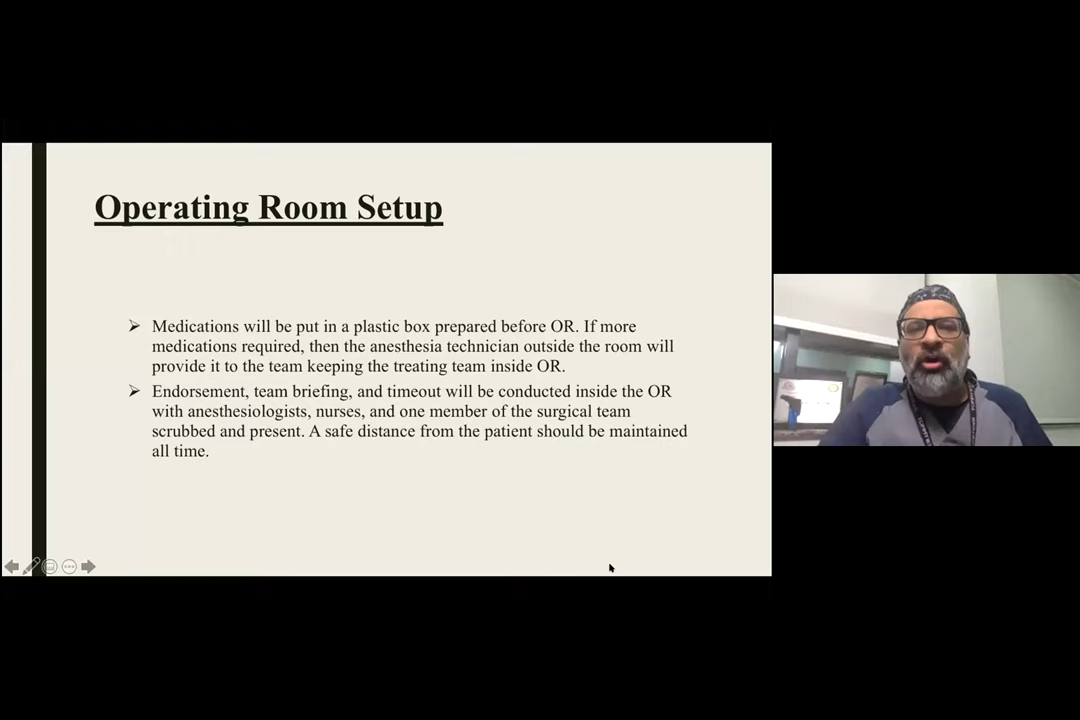 Operating Room Setup
➢ Medications will be put in a plastic box prepared before OR. If more
medications required, then the anesthesia technician outside the room will
provide it to the team keeping the treating team inside OR.
➢ Endorsement, team briefing, and timeout will be conducted inside the OR
with anesthesiologists, nurses, and one member of the surgical team
scrubbed and present. A safe distance from the patient should be maintained
all time.